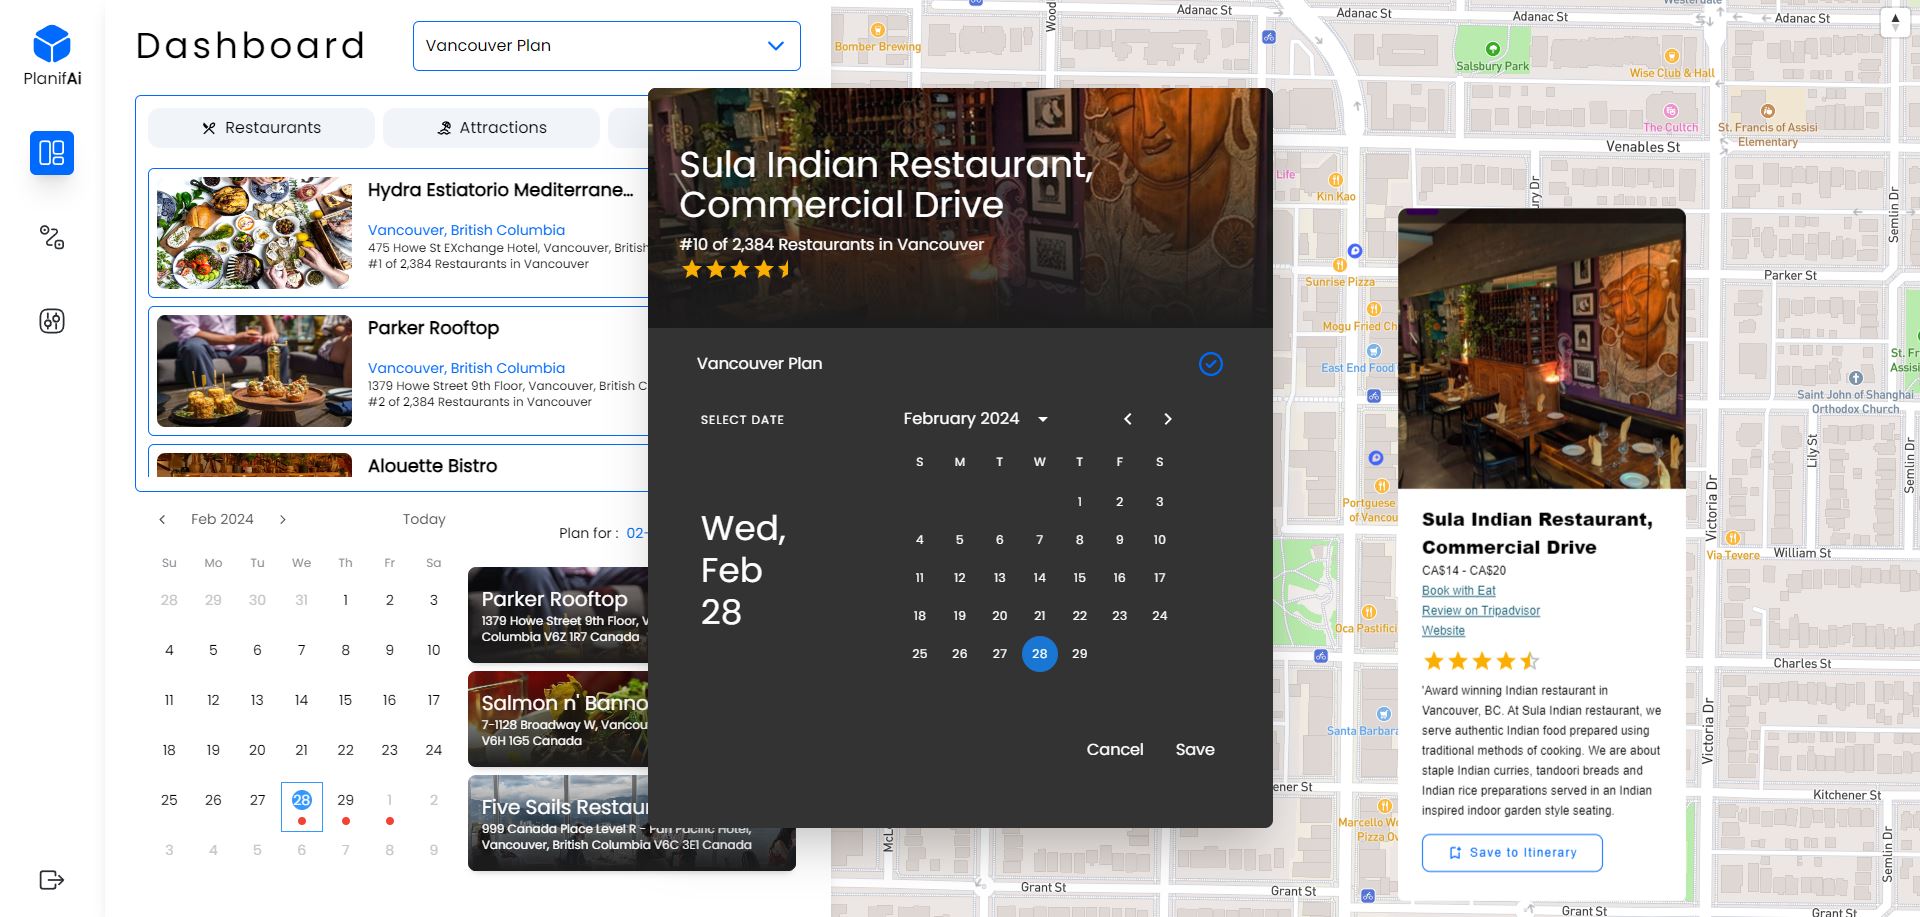 PlanifAi
Dashboard
Vancouver Plan
Restaurants
Attractions
Hydra Estiatorio Mediterrane...
Vancouver, British Columbia
475 Howe St EXchange Hotel, Vancouver, British
#1 of 2,384 Restaurants in Vancouver
Parker Rooftop
Vancouver, British Columbia
1379 Howe Street 9th Floor, Vancouver, British C
#2 of 2,384 Restaurants in Vancouver
Alouette Bistro
Feb 2024
Today
Su Mo Tu We Th Fr Sa
28 29 30 31 1 2 3
4 5 6 7 8 9 10
11 12 13 14 15 16 17
18 19 20 21 22 23 24
25 26 27 28 29 1 2
3 4 5 6 7 8 9
Plan for : 02-
Parker Rooftop
1379 Howe Street 9th Floor, V
Columbia V6Z 1R7 Canada
Salmon n' Banno
7-1128 Broadway W, Vancou
V6H 1G5 Canada
Five Sails Restau
999 Canada Place Level R - Pan Pacific Hotel,
Vancouver, British Columbia V6C 3E1 Canada
Sula Indian Restaurant,
Commercial Drive
#10 of 2,384 Restaurants in Vancouver
Vancouver Plan
SELECT DATE
Wed,
Feb
28
February 2024
S M T W T F S
1 2 3
4 5 6 7 8 9 10
11 12 13 14 15 16 17
18 19 20 21 22 23 24
25 26 27 28 29
Cancel
Save
Sula Indian Restaurant,
Commercial Drive
CA$14 - CA$20
Book with Eat
Review on Tripadvisor
Website
'Award winning Indian restaurant in
Vancouver, BC. At Sula Indian restaurant, we
serve authentic Indian food prepared using
traditional methods of cooking. We are about
staple Indian curries, tandoori breads and
Indian rice preparations served in an Indian
inspired indoor garden style seating.
Save to Itinerary
Adanac St
Adanac St
Adanac St
Adanac St
Wood
Bomber Brewing
Salsbury Park
Wise Club & Hall
The Cultch
St. Francis of Assisi
Elementary
Venables St
Life
Kin Kao
ury Dr
Semlin Dr
Parker St
Sunrise Pizza
Mogu Fried Ch
East End Food
St. Fr
Assisi
Saint John of Shanghai
Orthodox Church
Lily St
Semlin Dr
Portguese
of Vancou
Victoria Dr
Via Tevere
William St
Oca Pastifici
Charles St
Santa Barbara
Victoria Dr
ener St
Kitchener St
Marcello Wo
Pizza Ov
McL
Semlin Dr
Grant St
Grant St
Grant St
Grant St